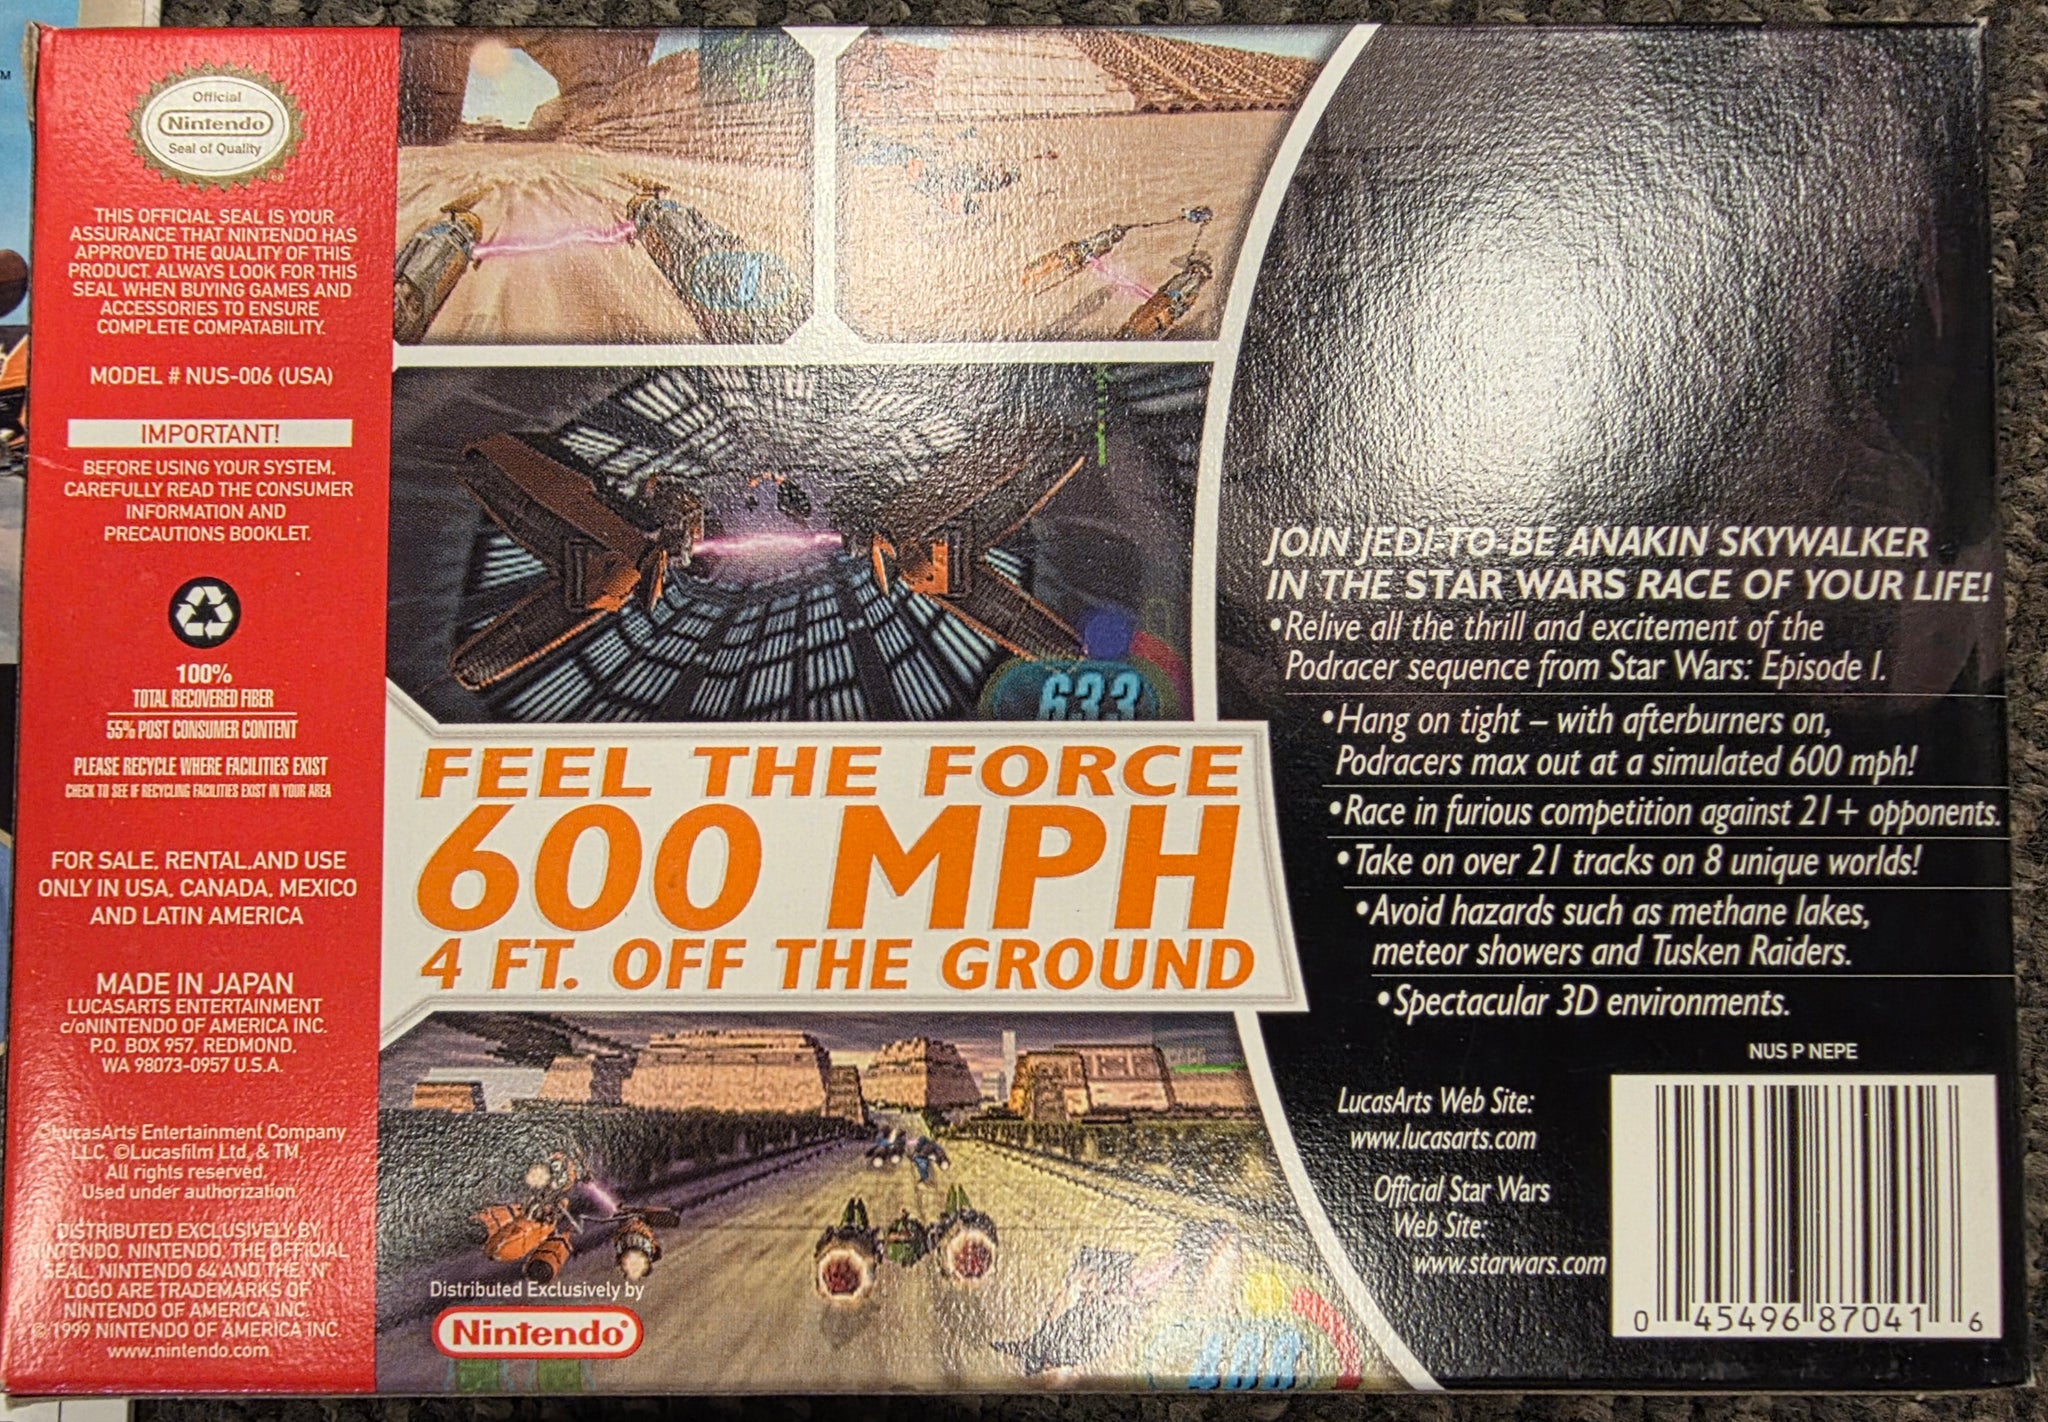 Official
Nintendo
Seal of Quality
THIS OFFICIAL SEAL IS YOUR
ASSURANCE THAT NINTENDO HAS
APPROVED THE QUALITY OF THIS
PRODUCT. ALWAYS LOOK FOR THIS
SEAL WHEN BUYING GAMES AND
ACCESSORIES TO ENSURE
COMPLETE COMPATABILITY.
MODEL # NUS-006 (USA)
IMPORTANT!
BEFORE USING YOUR SYSTEM,
CAREFULLY READ THE CONSUMER
INFORMATION AND
PRECAUTIONS BOOKLET.
100%
TOTAL RECOVERED FIBER
55% POST CONSUMER CONTENT
PLEASE RECYCLE WHERE FACILITIES EXIST
CHECK TO SEE IF RECYCLING FACILITIES EXIST IN YOUR AREA
FOR SALE, RENTAL,AND USE
ONLY IN USA, CANADA, MEXICO
AND LATIN AMERICA
MADE IN JAPAN
LUCASARTS ENTERTAINMENT
c/oNINTENDO OF AMERICA INC.
P.O. BOX 957, REDMOND,
WA 98073-0957 U.S.A.
©LucasArts Entertainment Company
LLC. ©Lucasfilm Ltd. & TM.
All rights reserved.
Used under authorization
DISTRIBUTED EXCLUSIVELY BY
NINTENDO. NINTENDO, THE OFFICIAL
SEAL, NINTENDO 64 AND THE "N"
LOGO ARE TRADEMARKS OF
NINTENDO OF AMERICA INC.
© 1999 NINTENDO OF AMERICA INC.
www.nintendo.com
633
FEEL THE FORCE
600 MPH
4 FT. OFF THE GROUND
Distributed Exclusively by
Nintendo®
408
JOIN JEDI-TO-BE ANAKIN SKYWALKER
IN THE STAR WARS RACE OF YOUR LIFE!
•Relive all the thrill and excitement of the
Podracer sequence from Star Wars: Episode I.
•Hang on tight – with afterburners on,
Podracers max out at a simulated 600 mph!
•Race in furious competition against 21+ opponents.
•Take on over 21 tracks on 8 unique worlds!
•Avoid hazards such as methane lakes,
meteor showers and Tusken Raiders.
•Spectacular 3D environments.
NUS P NEPE
LucasArts Web Site:
www.lucasarts.com
Official Star Wars
Web Site:
www.starwars.com
0 45496 87041 6